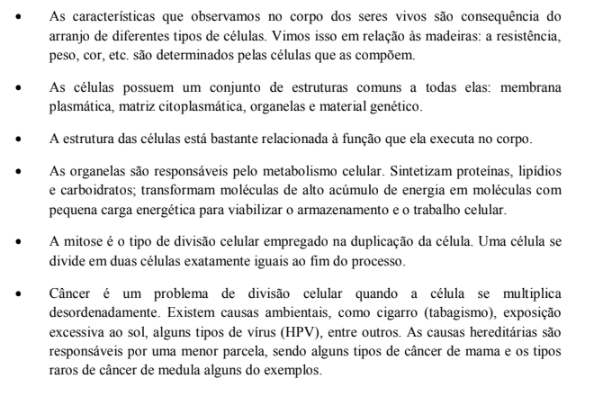 • As características que observamos no corpo dos seres vivos são consequência do
arranjo de diferentes tipos de células. Vimos isso em relação às madeiras: a resistência,
peso, cor, etc. são determinados pelas células que as compõem.
• As células possuem um conjunto de estruturas comuns a todas elas: membrana
plasmática, matriz citoplasmática, organelas e material genético.
• A estrutura das células está bastante relacionada à função que ela executa no corpo.
• As organelas são responsáveis pelo metabolismo celular. Sintetizam proteínas, lipídios
e carboidratos; transformam moléculas de alto acúmulo de energia em moléculas com
pequena carga energética para viabilizar o armazenamento e o trabalho celular.
• A mitose é o tipo de divisão celular empregado na duplicação da célula. Uma célula se
divide em duas células exatamente iguais ao fim do processo.
• Câncer é um problema de divisão celular quando a célula se multiplica
desordenadamente. Existem causas ambientais, como cigarro (tabagismo), exposição
excessiva ao sol, alguns tipos de vírus (HPV), entre outros. As causas hereditárias são
responsáveis por uma menor parcela, sendo alguns tipos de câncer de mama e os tipos
raros de câncer de medula alguns do exemplos.